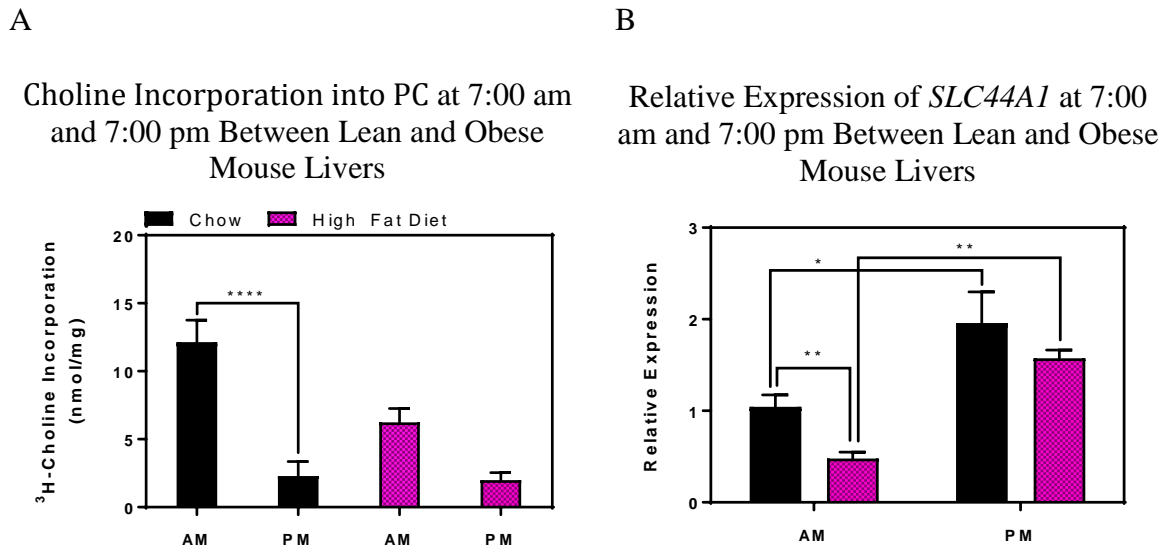 A
Choline Incorporation into PC at 7:00 am
and 7:00 pm Between Lean and Obese
Mouse Livers
Chow High Fat Diet
³H-Choline Incorporation
(nmol/mg)
20
15
10
5
0
****
AM PM AM PM
B
Relative Expression of SLC44A1 at 7:00
am and 7:00 pm Between Lean and Obese
Mouse Livers
Relative Expression
3
2
1
0
*
**
**
AM PM